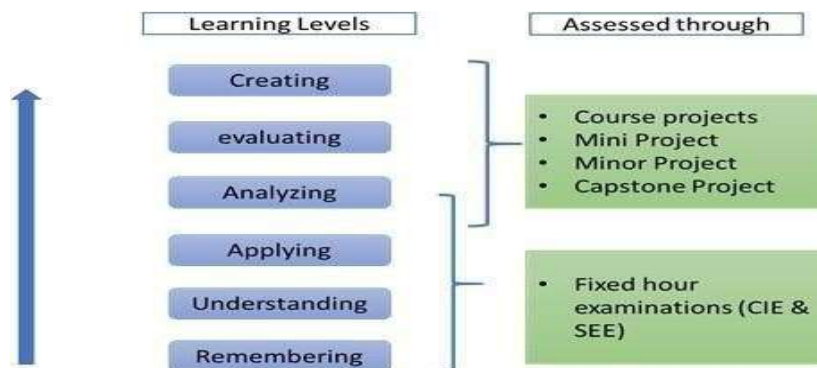 Learning Levels
Assessed through
Creating
evaluating
Analyzing
Applying
Understanding
Remembering
• Course projects
• Mini Project
• Minor Project
• Capstone Project
• Fixed hour
examinations (CIE &
SEE)